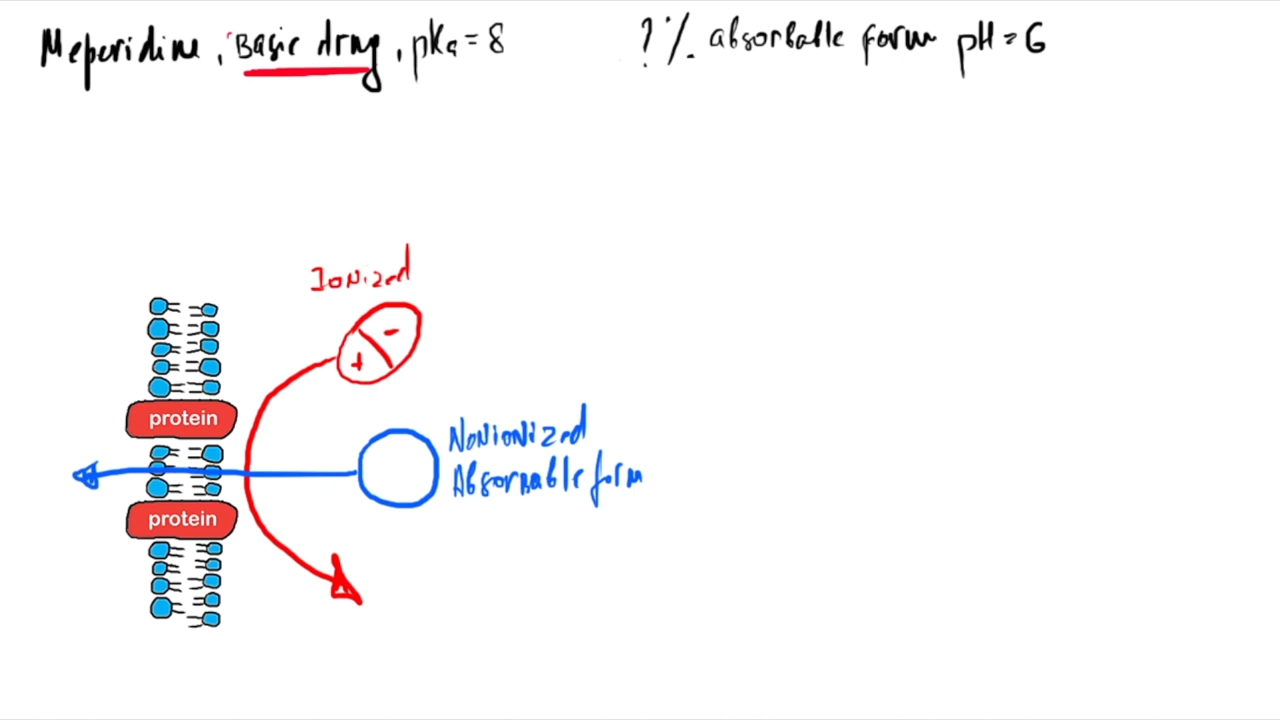 Meperidine, Basic drug, pKa = 8
? % absorbable form pH = 6
Ionized
+ -
protein
Nonionized
Absorbable form
protein